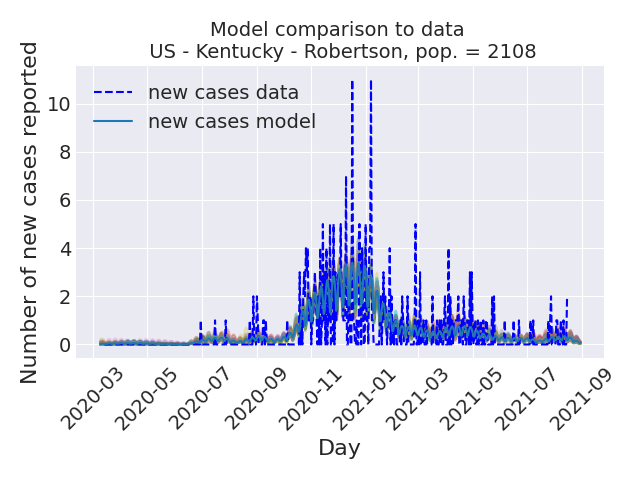 Model comparison to data
US - Kentucky - Robertson, pop. = 2108
Number of new cases reported
10
8
6
4
2
0
new cases data
new cases model
2020-03
2020-05
2020-07
2020-09
2020-11
2021-01
2021-03
2021-05
2021-07
2021-09
Day